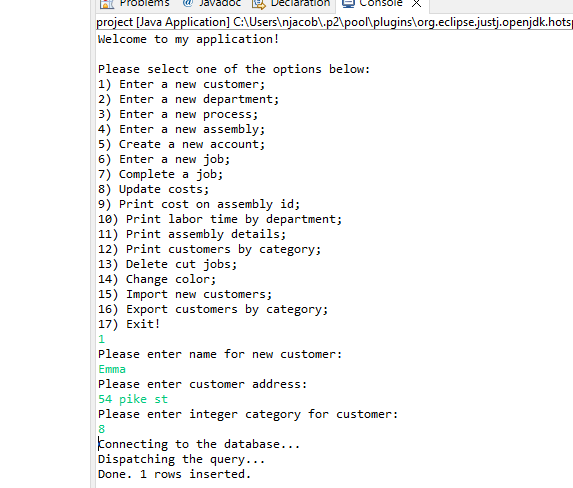 Problems @ Javadoc Declaration Console
project [Java Application] C:\Users\njacob\.p2\pool\plugins\org.eclipse.justj.openjdk.hotsp
Welcome to my application!
Please select one of the options below:
1) Enter a new customer;
2) Enter a new department;
3) Enter a new process;
4) Enter a new assembly;
5) Create a new account;
6) Enter a new job;
7) Complete a job;
8) Update costs;
9) Print cost on assembly id;
10) Print labor time by department;
11) Print assembly details;
12) Print customers by category;
13) Delete cut jobs;
14) Change color;
15) Import new customers;
16) Export customers by category;
17) Exit!
1
Please enter name for new customer:
Emma
Please enter customer address:
54 pike st
Please enter integer category for customer:
8
Connecting to the database...
Dispatching the query...
Done. 1 rows inserted.